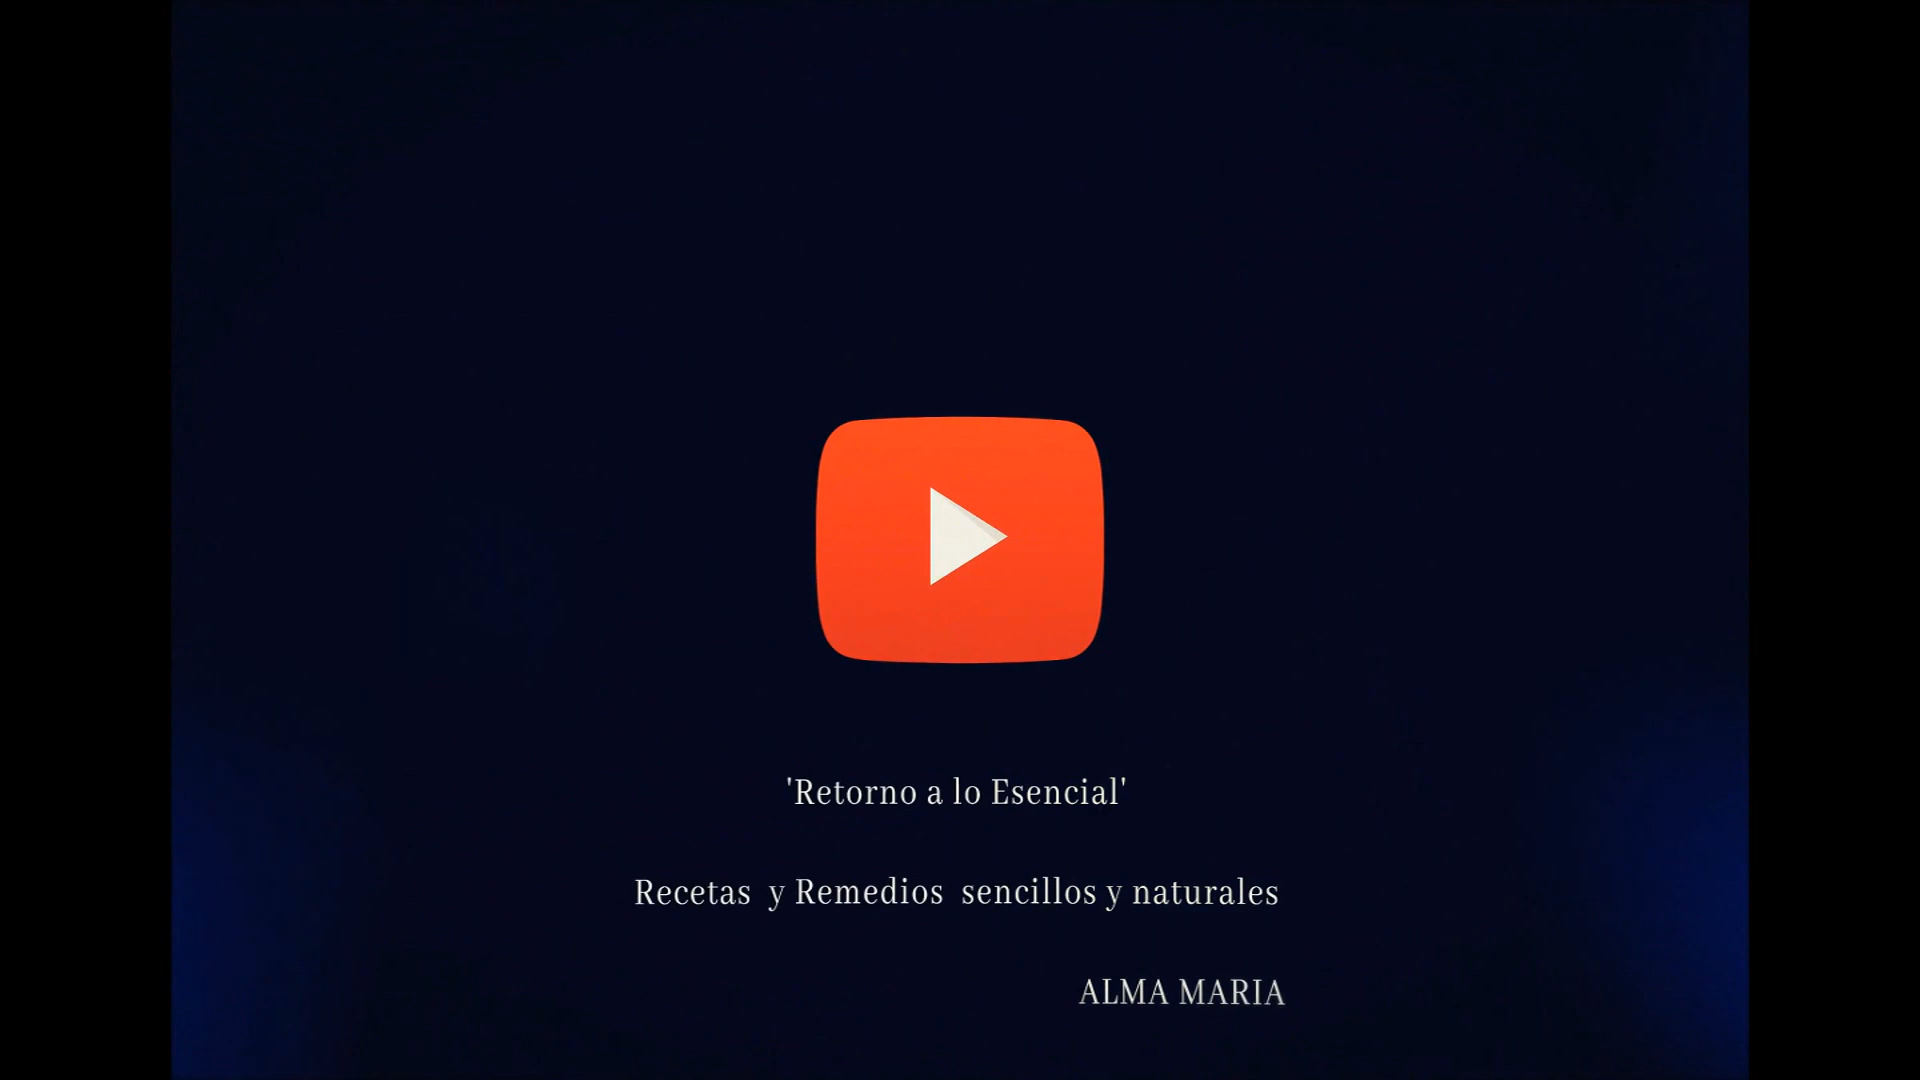 'Retorno a lo Esencial'
Recetas y Remedios sencillos y naturales
ALMA MARIA